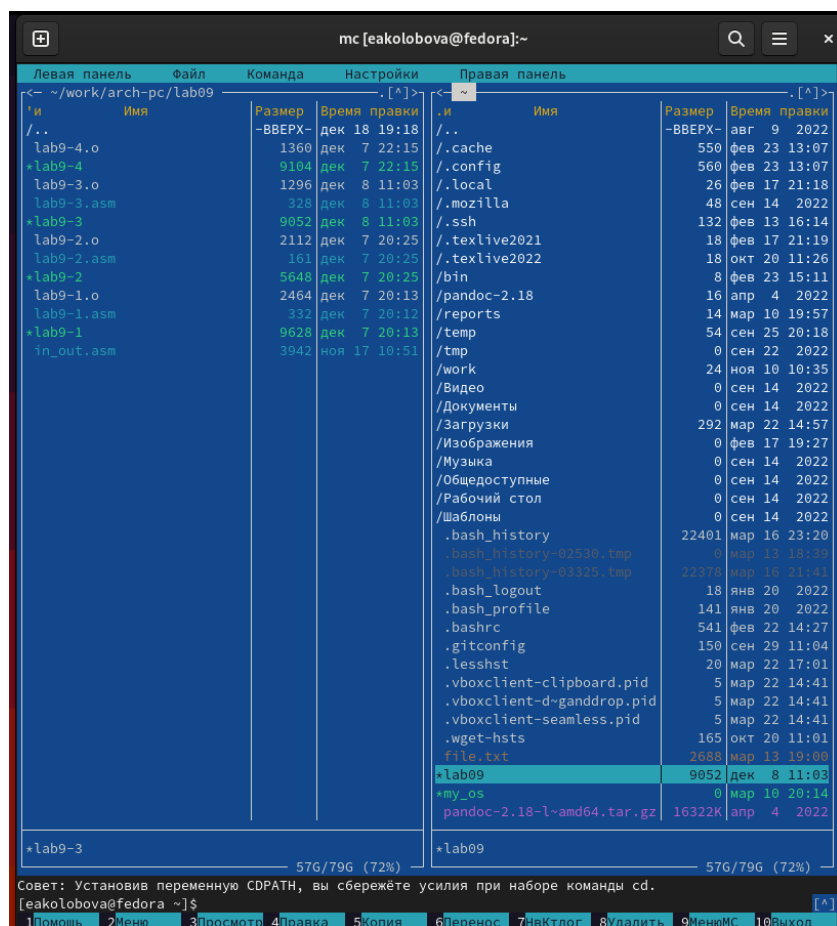 mc [eakolobova@fedora]:~
Левая панель Файл Команда Настройки Правая панель
<— ~/work/arch-pc/lab09 .[^]>
'и Имя Размер Время правки
/.. -ВВЕРХ- дек 18 19:18
lab9-4.o 1360 дек 7 22:15
*lab9-4 9104 дек 7 22:15
lab9-3.o 1296 дек 8 11:03
lab9-3.asm 328 дек 8 11:03
*lab9-3 9052 дек 8 11:03
lab9-2.o 2112 дек 7 20:25
lab9-2.asm 161 дек 7 20:25
*lab9-2 5648 дек 7 20:25
lab9-1.o 2464 дек 7 20:13
lab9-1.asm 332 дек 7 20:12
*lab9-1 9628 дек 7 20:13
in_out.asm 3942 ноя 17 10:51
*lab9-3
57G/79G (72%)
<— ~ .[^]>
.и Имя Размер Время правки
/.. -ВВЕРХ- авг 9 2022
/.cache 550 фев 23 13:07
/.config 560 фев 23 13:07
/.local 26 фев 17 21:18
/.mozilla 48 сен 14 2022
/.ssh 132 фев 13 16:14
/.texlive2021 18 фев 17 21:19
/.texlive2022 18 окт 20 11:26
/bin 8 фев 23 15:11
/pandoc-2.18 16 апр 4 2022
/reports 14 мар 10 19:57
/temp 54 сен 25 20:18
/tmp 0 сен 22 2022
/work 24 ноя 10 10:35
/Видео 0 сен 14 2022
/Документы 0 сен 14 2022
/Загрузки 292 мар 22 14:57
/Изображения 0 фев 17 19:27
/Музыка 0 сен 14 2022
/Общедоступные 0 сен 14 2022
/Рабочий стол 0 сен 14 2022
/Шаблоны 0 сен 14 2022
.bash_history 22401 мар 16 23:20
.bash_history-02530.tmp 0 мар 13 18:39
.bash_history-03325.tmp 22378 мар 16 21:41
.bash_logout 18 янв 20 2022
.bash_profile 141 янв 20 2022
.bashrc 541 фев 22 14:27
.gitconfig 150 сен 29 11:04
.lesshst 20 мар 22 17:01
.vboxclient-clipboard.pid 5 мар 22 14:41
.vboxclient-d~ganddrop.pid 5 мар 22 14:41
.vboxclient-seamless.pid 5 мар 22 14:41
.wget-hsts 165 окт 20 11:01
file.txt 2688 мар 13 19:00
*lab09 9052 дек 8 11:03
*my_os 0 мар 10 20:14
pandoc-2.18-l~amd64.tar.gz 16322K апр 4 2022
*lab09
57G/79G (72%)
Совет: Установив переменную CDPATH, вы сбережёте усилия при наборе команды cd.
[eakolobova@fedora ~]$ [^]
1Помощь 2Меню 3Просмотр 4Правка 5Копия 6Перенос 7НвКтлог 8Удалить 9МенюMC 10Выход